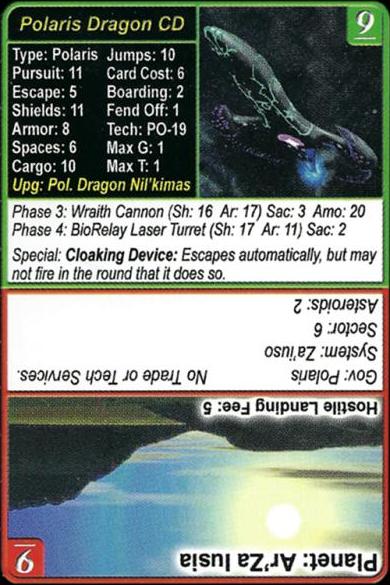 Polaris Dragon CD
9
Type: Polaris Jumps: 10
Pursuit: 11 Card Cost: 6
Escape: 5 Boarding: 2
Shields: 11 Fend Off: 1
Armor: 8 Tech: PO-19
Spaces: 6 Max G: 1
Cargo: 10 Max T: 1
Upg: Pol. Dragon Nil'kimas
Phase 3: Wraith Cannon (Sh: 16 Ar: 17) Sac: 3 Amo: 20
Phase 4: BioRelay Laser Turret (Sh: 17 Ar: 11) Sac: 2
Special: Cloaking Device: Escapes automatically, but may
not fire in the round that it does so.
Planet: Ar'Za Iusia
9
Hostile Landing Fee: 5
Gov: Polaris No Trade or Tech Services.
System: Za'iuso
Sector: 6
Asteroids: 2